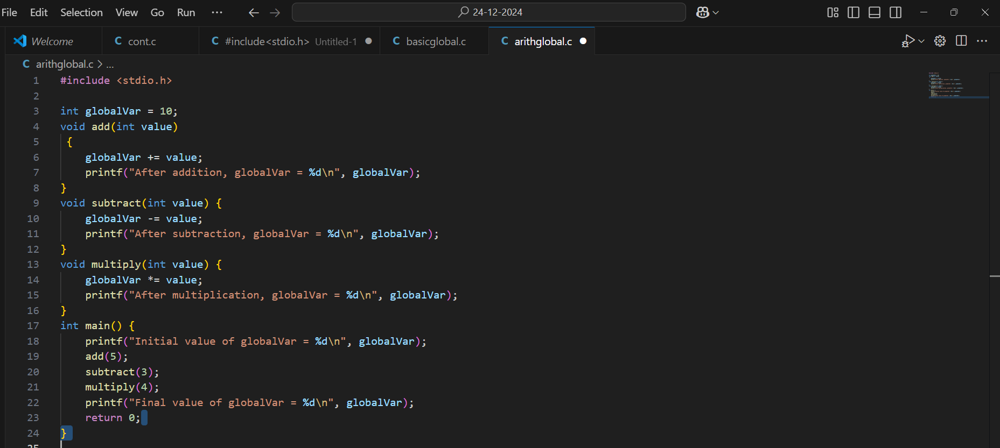 File Edit Selection View Go Run ... 24-12-2024
Welcome cont.c #include<stdio.h> Untitled-1 basicglobal.c arithglobal.c
C arithglobal.c > ...
1 #include <stdio.h>
2
3 int globalVar = 10;
4 void add(int value)
5 {
6 globalVar += value;
7 printf("After addition, globalVar = %d\n", globalVar);
8 }
9 void subtract(int value) {
10 globalVar -= value;
11 printf("After subtraction, globalVar = %d\n", globalVar);
12 }
13 void multiply(int value) {
14 globalVar *= value;
15 printf("After multiplication, globalVar = %d\n", globalVar);
16 }
17 int main() {
18 printf("Initial value of globalVar = %d\n", globalVar);
19 add(5);
20 subtract(3);
21 multiply(4);
22 printf("Final value of globalVar = %d\n", globalVar);
23 return 0;
24 }
25